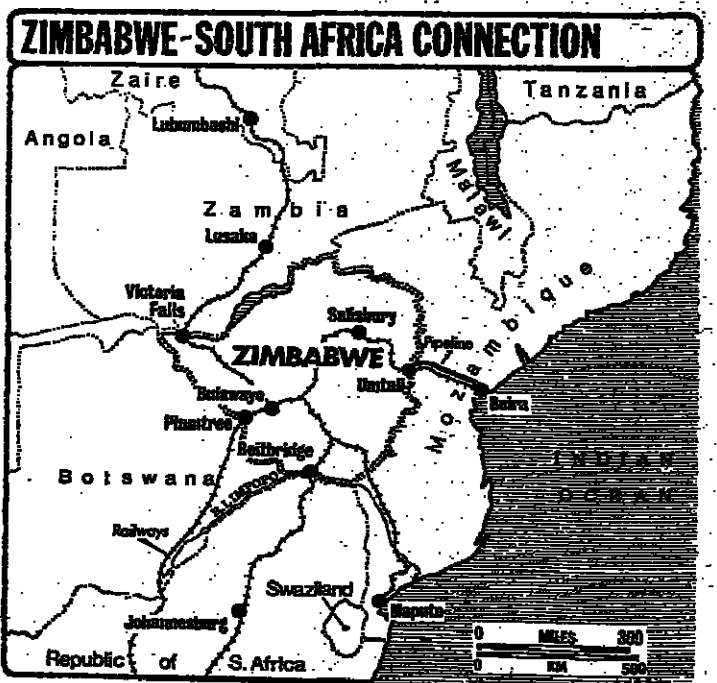 ZIMBABWE-SOUTH AFRICA CONNECTION
Zaire
Tanzania
Lubumbashi
Angola
Malawi
Zambia
Lusaka
Victoria
Falls
Salisbury
Pipeline
Mozambique
ZIMBABWE
Umtali
Beira
Bulawayo
Plumtree
Beitbridge
INDIAN
OCEAN
Botswana
R. LIMPOPO
Railways
Swaziland
Johannesburg
Maputo
0 MILES 300
0 KM 500
Republic of S. Africa